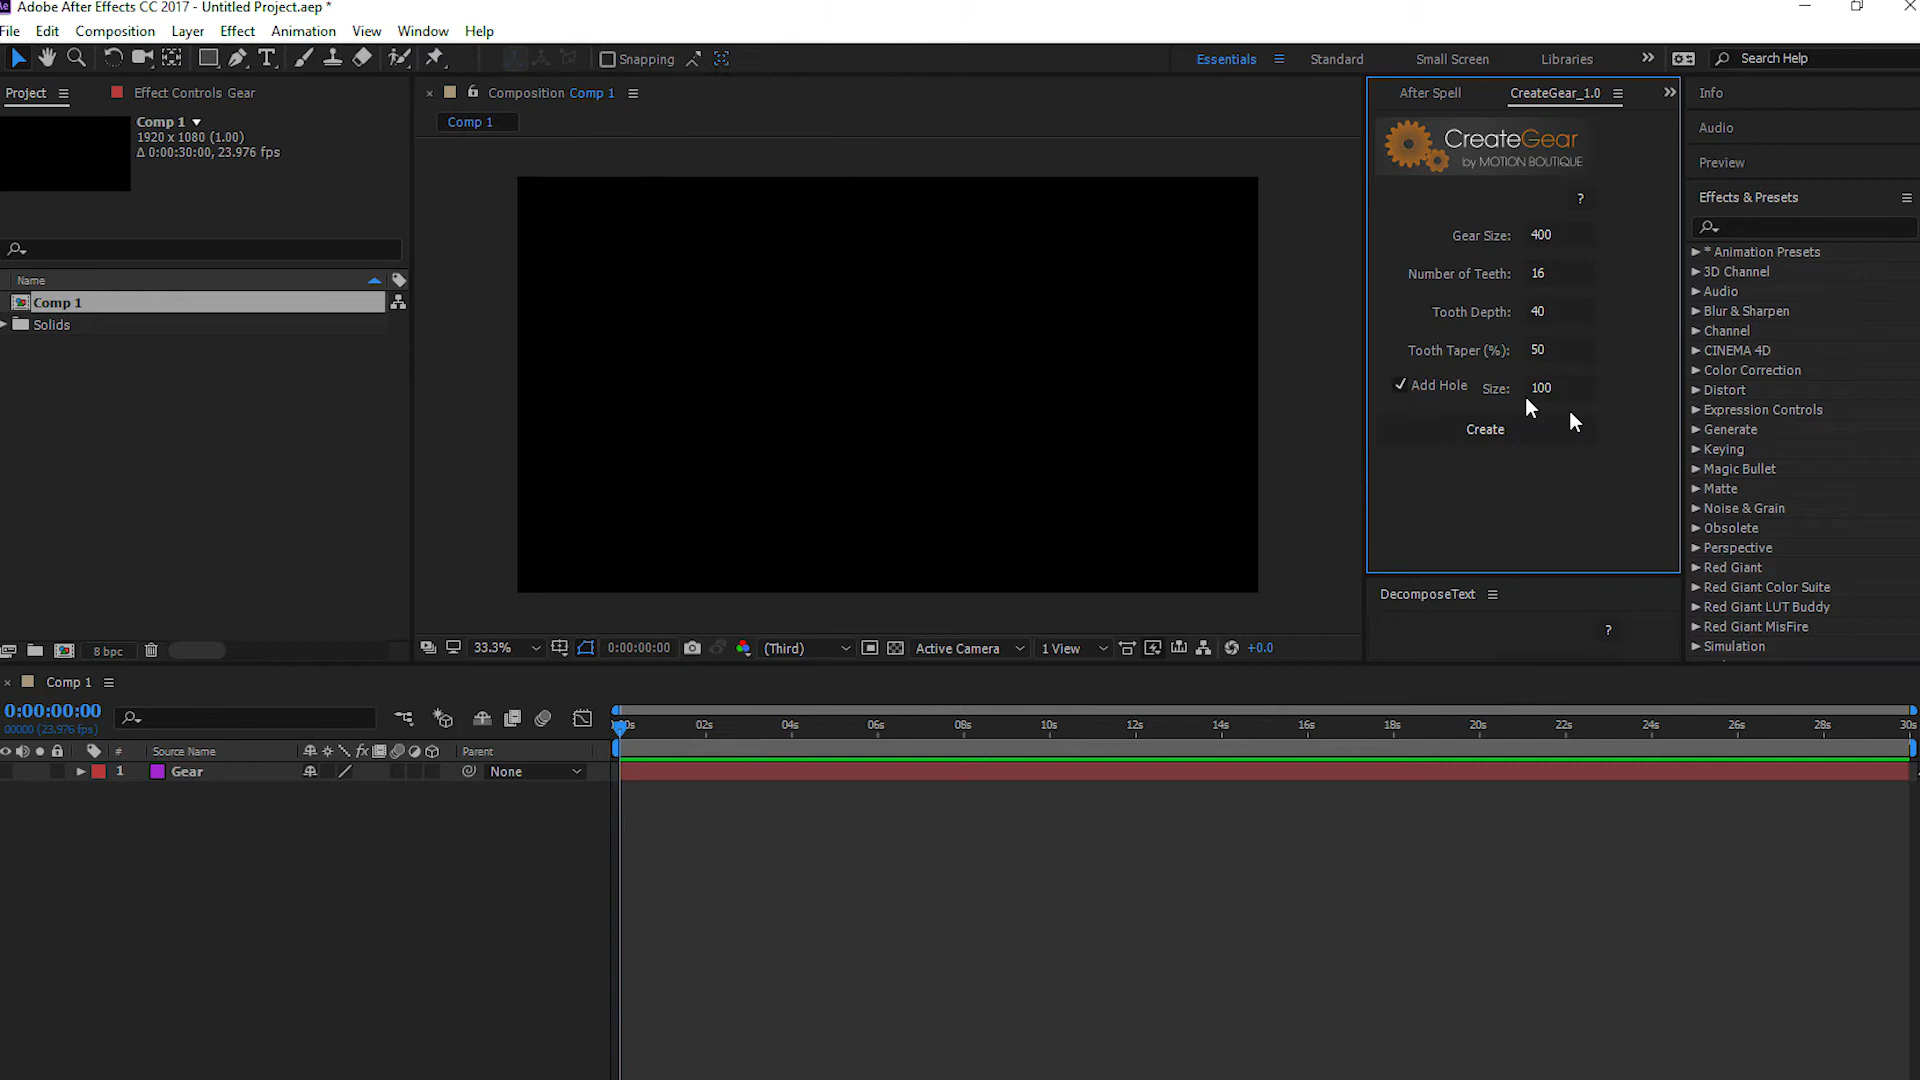 Adobe After Effects CC 2017 - Untitled Project.aep *
File Edit Composition Layer Effect Animation View Window Help
Snapping Essentials Standard Small Screen Libraries Search Help
Project Effect Controls Gear
Comp 1
1920 x 1080 (1.00)
Δ 0:00:30:00, 23.976 fps
Name
Comp 1
Solids
8 bpc
Composition Comp 1
Comp 1
33.3% 0:00:00:00 (Third) Active Camera 1 View +0.0
After Spell CreateGear_1.0
CreateGear
by MOTION BOUTIQUE
?
Gear Size: 400
Number of Teeth: 16
Tooth Depth: 40
Tooth Taper (%): 50
Add Hole Size: 100
Create
DecomposeText
?
Info
Audio
Preview
Effects & Presets
* Animation Presets
3D Channel
Audio
Blur & Sharpen
Channel
CINEMA 4D
Color Correction
Distort
Expression Controls
Generate
Keying
Magic Bullet
Matte
Noise & Grain
Obsolete
Perspective
Red Giant
Red Giant Color Suite
Red Giant LUT Buddy
Red Giant MisFire
Simulation
Comp 1
0:00:00:00
00000 (23.976 fps)
# Source Name fx Parent
1 Gear None
02s 04s 06s 08s 10s 12s 14s 16s 18s 20s 22s 24s 26s 28s 30s